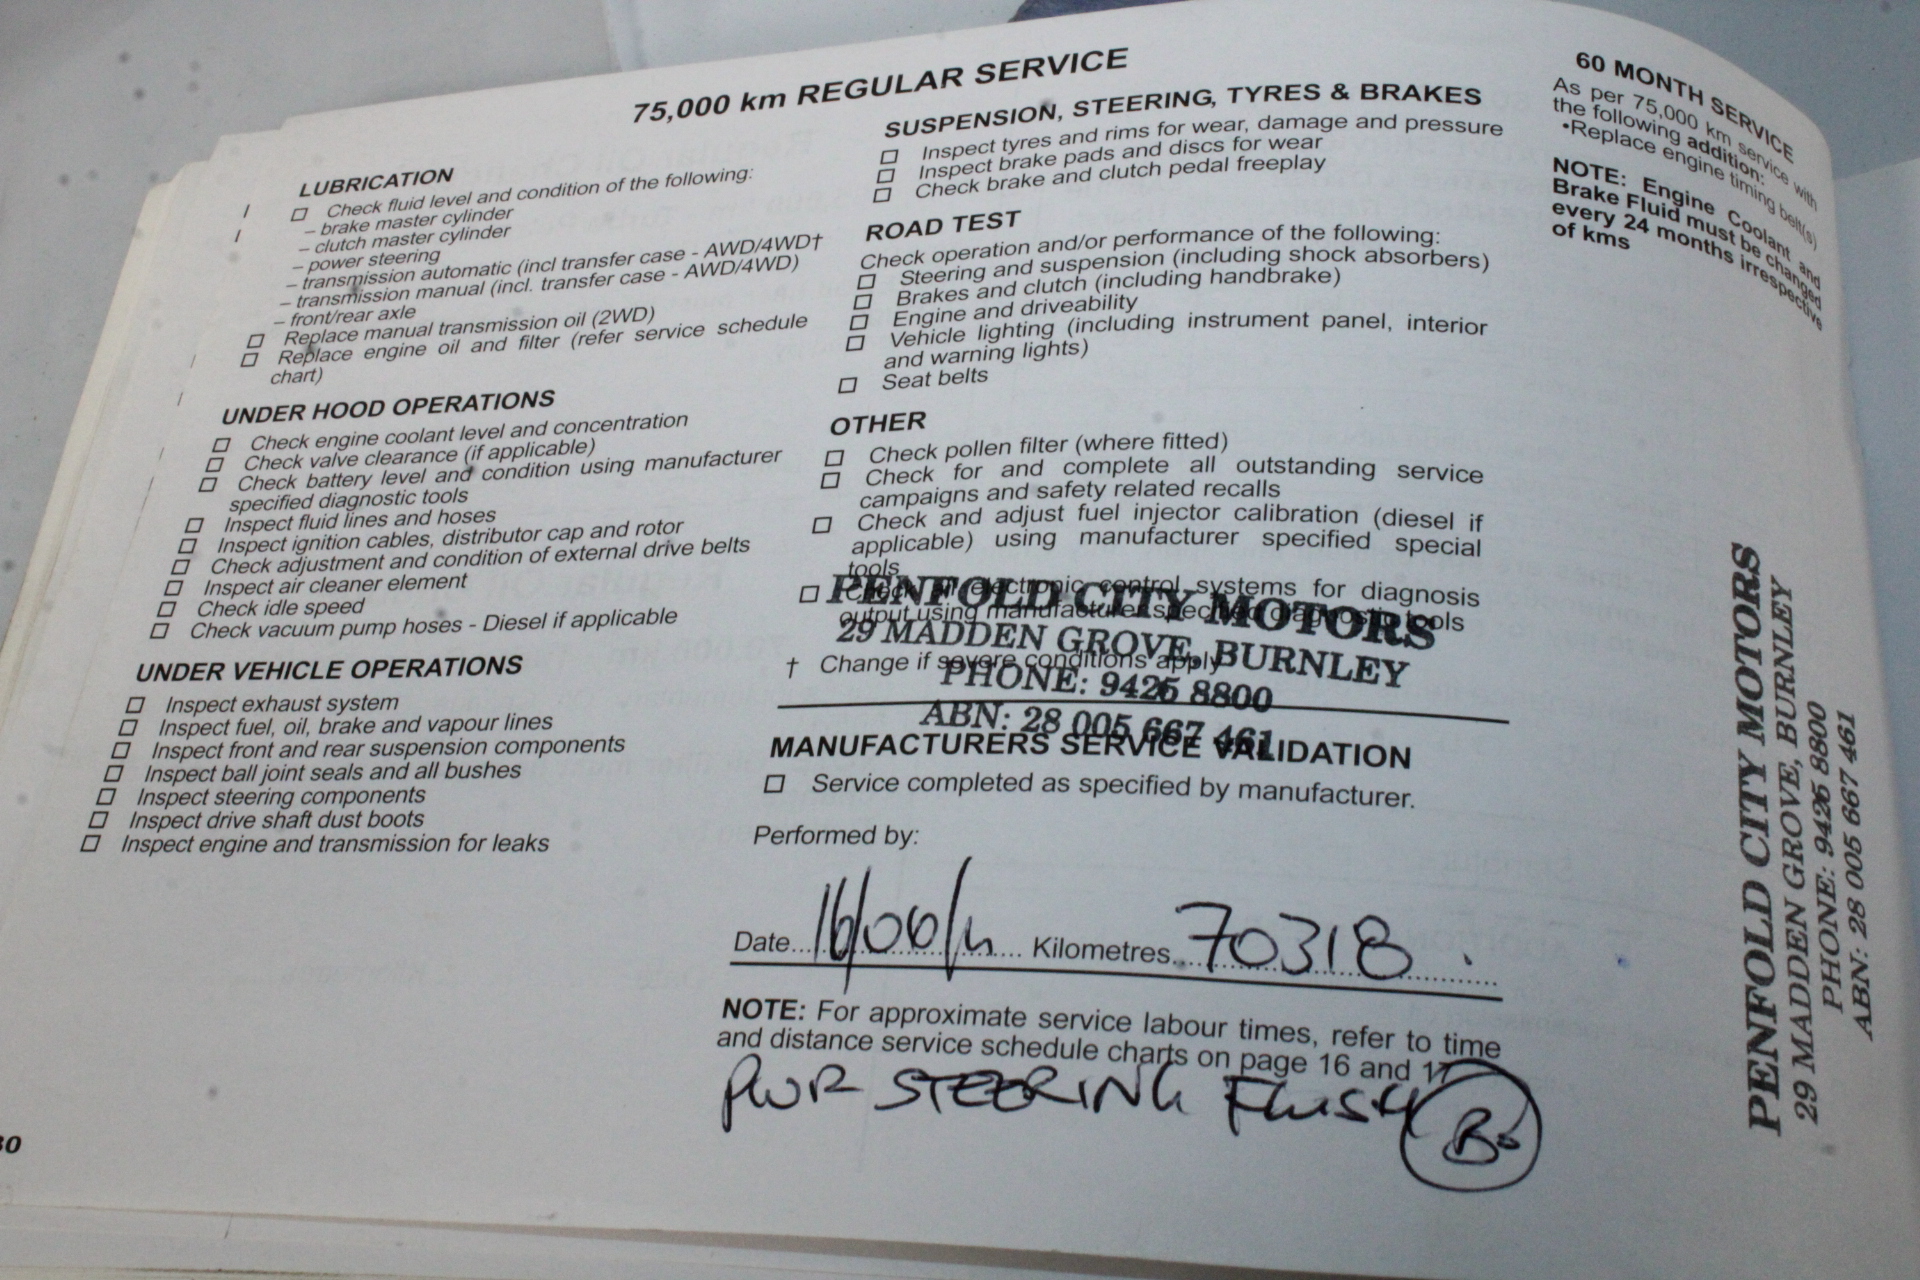 75,000 km REGULAR SERVICE
LUBRICATION
Check fluid level and condition of the following:
– brake master cylinder
– clutch master cylinder
– power steering
– transmission automatic (incl transfer case - AWD/4WD†
– transmission manual (incl. transfer case - AWD/4WD)
– front/rear axle
Replace manual transmission oil (2WD)
Replace engine oil and filter (refer service schedule
chart)
UNDER HOOD OPERATIONS
Check engine coolant level and concentration
Check valve clearance (if applicable)
Check battery level and condition using manufacturer
specified diagnostic tools
Inspect fluid lines and hoses
Inspect ignition cables, distributor cap and rotor
Check adjustment and condition of external drive belts
Inspect air cleaner element
Check idle speed
Check vacuum pump hoses - Diesel if applicable
UNDER VEHICLE OPERATIONS
Inspect exhaust system
Inspect fuel, oil, brake and vapour lines
Inspect front and rear suspension components
Inspect ball joint seals and all bushes
Inspect steering components
Inspect drive shaft dust boots
Inspect engine and transmission for leaks
SUSPENSION, STEERING, TYRES & BRAKES
Inspect tyres and rims for wear, damage and pressure
Inspect brake pads and discs for wear
Check brake and clutch pedal freeplay
ROAD TEST
Check operation and/or performance of the following:
Steering and suspension (including shock absorbers)
Brakes and clutch (including handbrake)
Engine and driveability
Vehicle lighting (including instrument panel, interior
and warning lights)
Seat belts
OTHER
Check pollen filter (where fitted)
Check for and complete all outstanding service
campaigns and safety related recalls
Check and adjust fuel injector calibration (diesel if
applicable) using manufacturer specified special
tools
Check all electronic control systems for diagnosis
output using manufacturer specified diagnostic tools
† Change if severe conditions apply
PENFOLD CITY MOTORS
29 MADDEN GROVE, BURNLEY
PHONE: 9426 8800
ABN: 28 005 667 461
MANUFACTURERS SERVICE VALIDATION
Service completed as specified by manufacturer.
Performed by:
Date...16/06/11... Kilometres...70318...
NOTE: For approximate service labour times, refer to time
and distance service schedule charts on page 16 and 17
PWR STEERING FLUSH
60 MONTH SERVICE
As per 75,000 km service with
the following addition:
•Replace engine timing belt(s)
NOTE: Engine Coolant and
Brake Fluid must be changed
every 24 months irrespective
of kms
PENFOLD CITY MOTORS
29 MADDEN GROVE, BURNLEY
PHONE: 9426 8800
ABN: 28 005 667 461